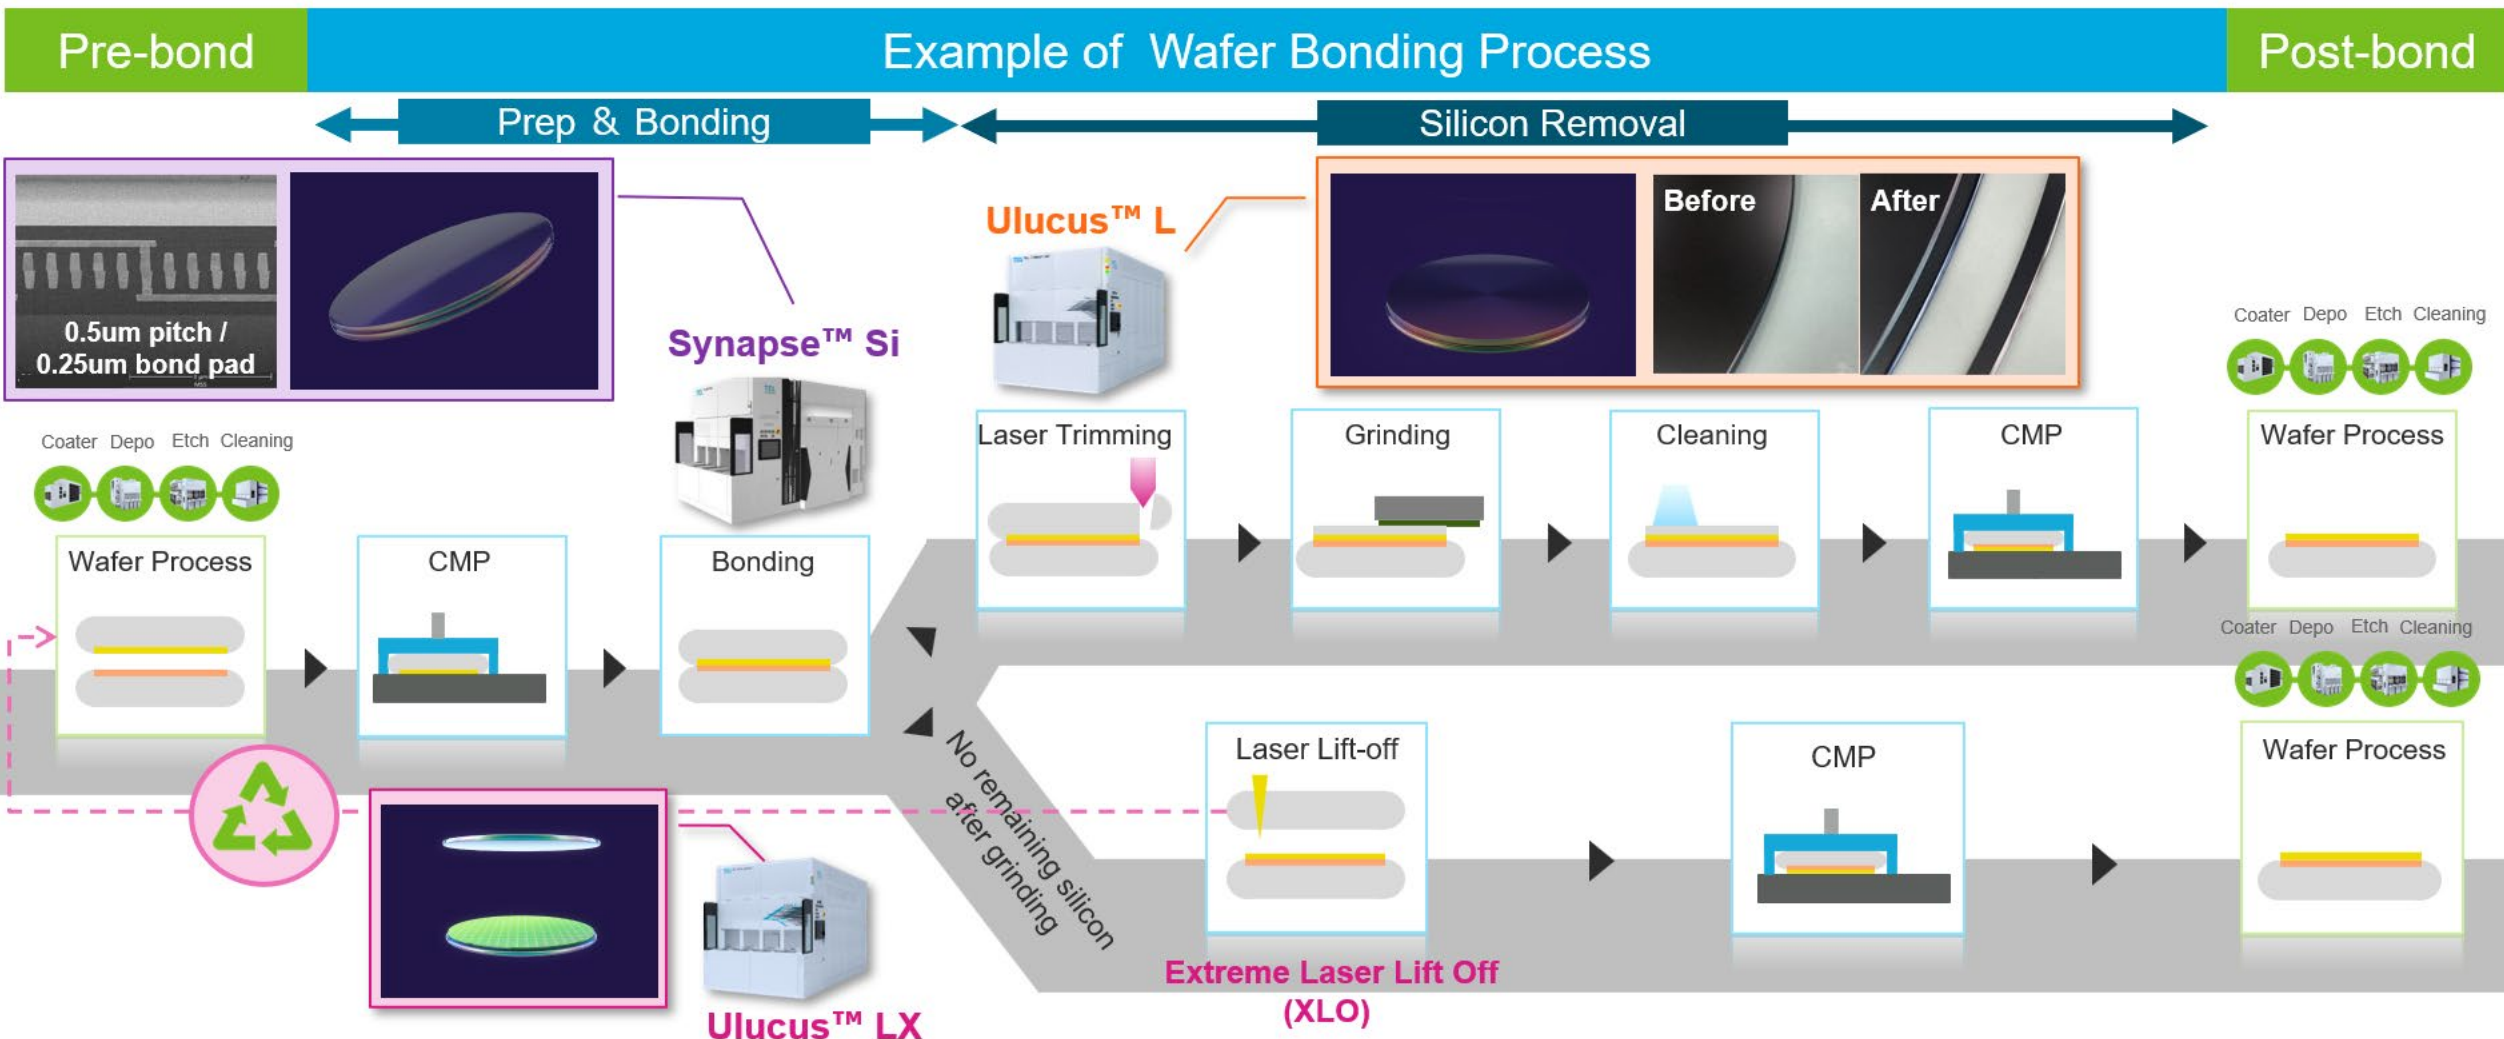 Pre-bond
Example of Wafer Bonding Process
Post-bond
Prep & Bonding
Silicon Removal
0.5um pitch /
0.25um bond pad
Synapse™ Si
Ulucus™ L
Before
After
Coater Depo Etch Cleaning
Wafer Process
CMP
Bonding
Laser Trimming
Grinding
Cleaning
CMP
Coater Depo Etch Cleaning
Wafer Process
No remaining silicon
after grinding
Laser Lift-off
CMP
Coater Depo Etch Cleaning
Wafer Process
Extreme Laser Lift Off
(XLO)
Ulucus™ LX